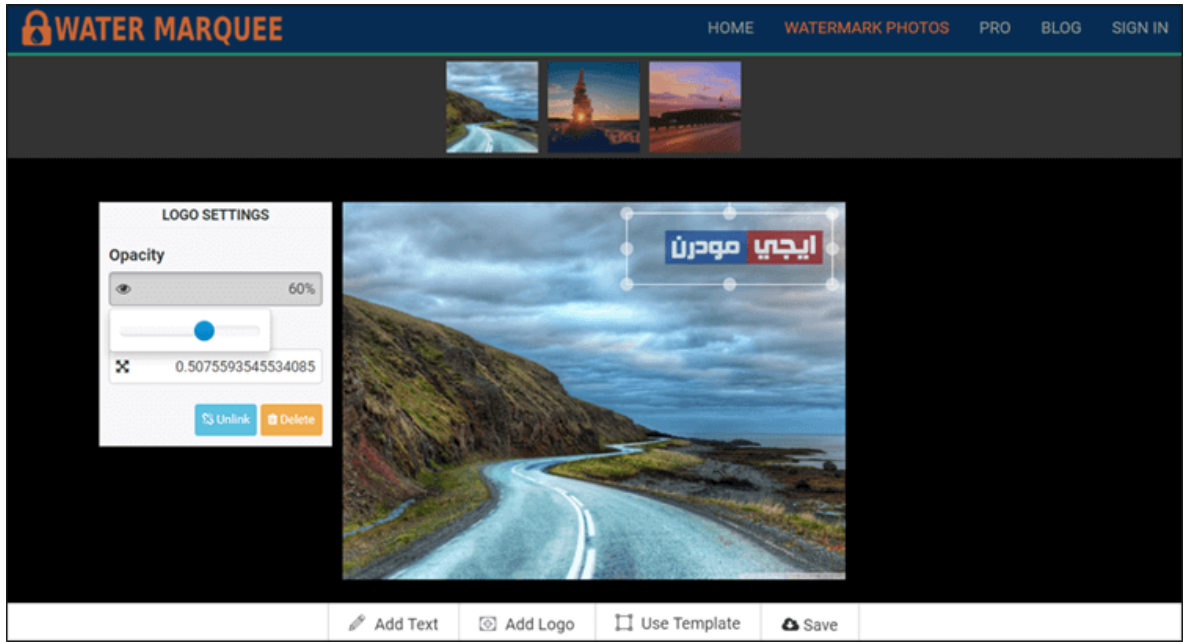 WATER MARQUEE
HOME WATERMARK PHOTOS PRO BLOG SIGN IN
LOGO SETTINGS
Opacity
60%
0.5075593545534085
Unlink Delete
ايجي مودرن
Add Text Add Logo Use Template Save